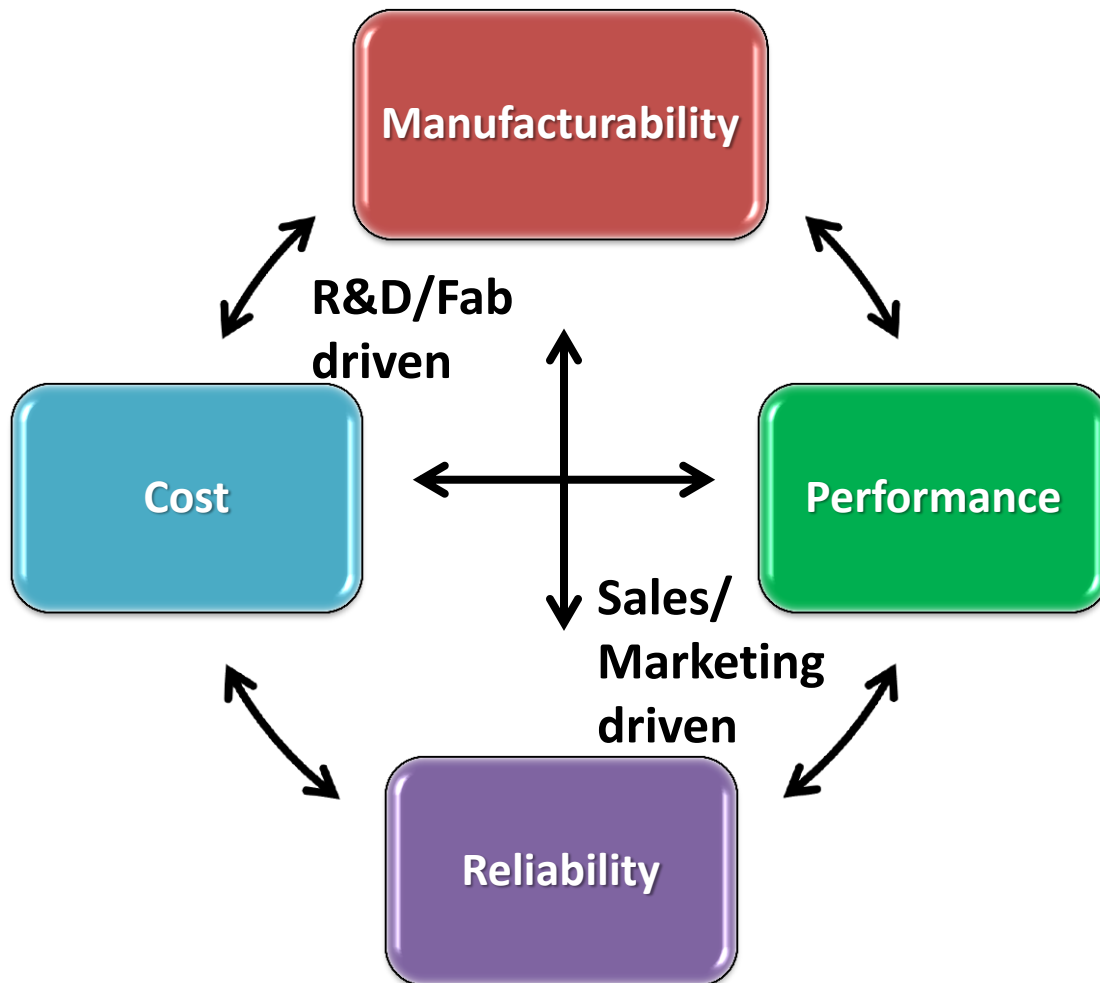 Manufacturability
R&D/Fab
driven
Cost
Performance
Sales/
Marketing
driven
Reliability